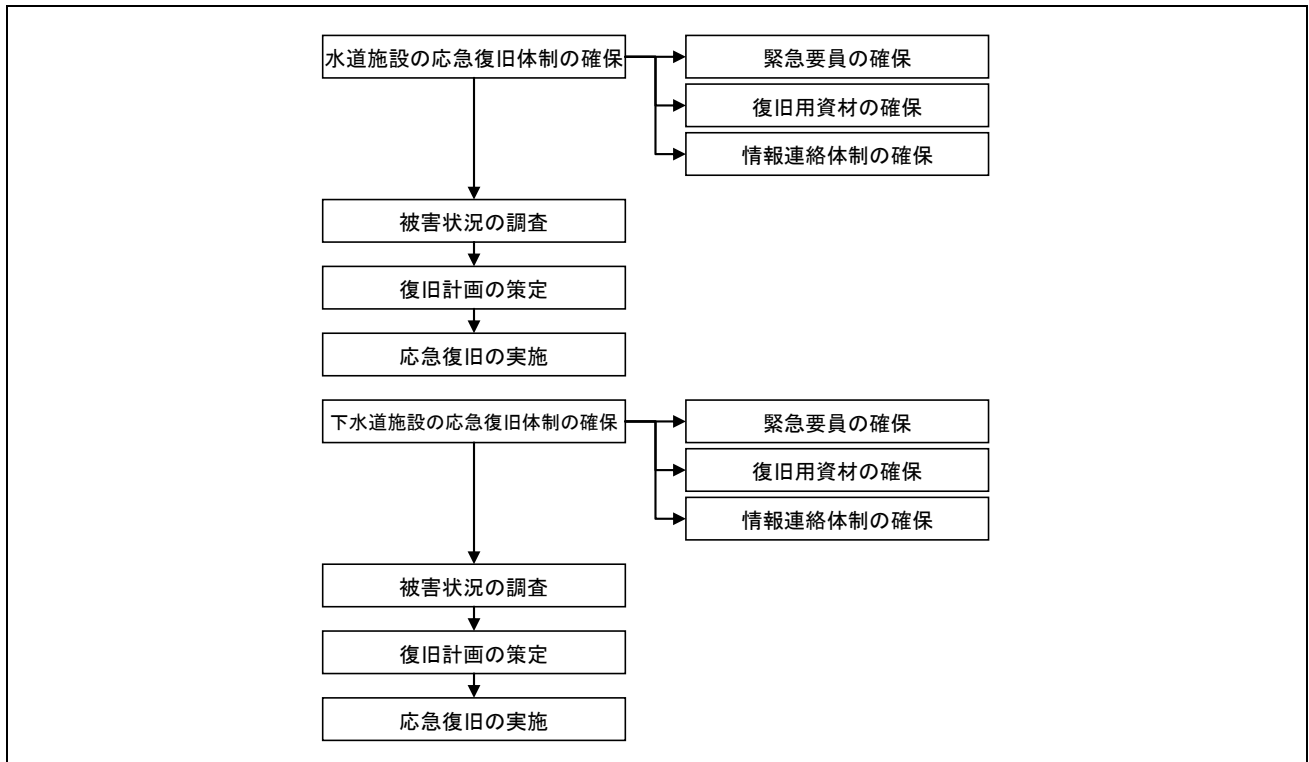 水道施設の応急復旧体制の確保
緊急要員の確保
復旧用資材の確保
情報連絡体制の確保
被害状況の調査
復旧計画の策定
応急復旧の実施
下水道施設の応急復旧体制の確保
緊急要員の確保
復旧用資材の確保
情報連絡体制の確保
被害状況の調査
復旧計画の策定
応急復旧の実施